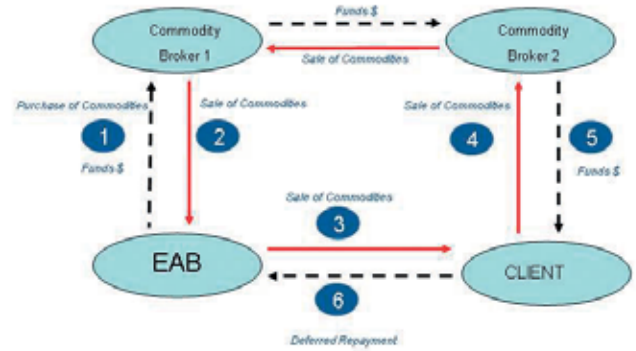 Funds $
Commodity
Broker 1
Commodity
Broker 2
Sale of Commodities
Purchase of Commodities
1
Funds $
Sale of Commodities
2
Sale of Commodities
4
5
Funds $
Sale of Commodities
3
EAB
CLIENT
6
Deferred Repayment